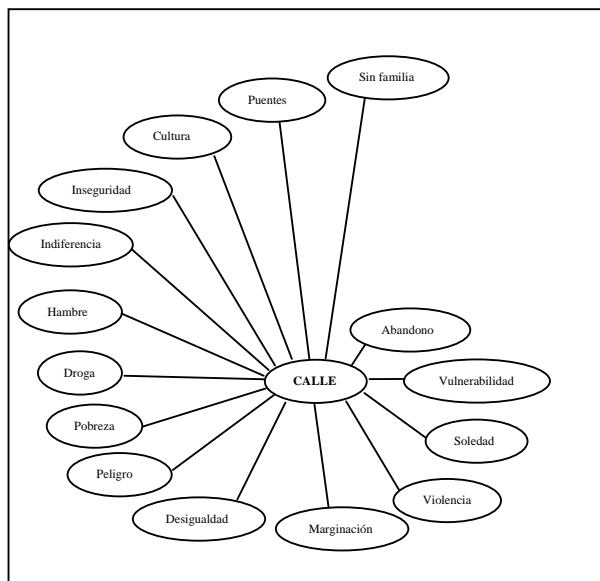 Sin familia
Puentes
Cultura
Inseguridad
Indiferencia
Hambre
Abandono
Droga
CALLE
Vulnerabilidad
Pobreza
Soledad
Peligro
Violencia
Desigualdad
Marginación